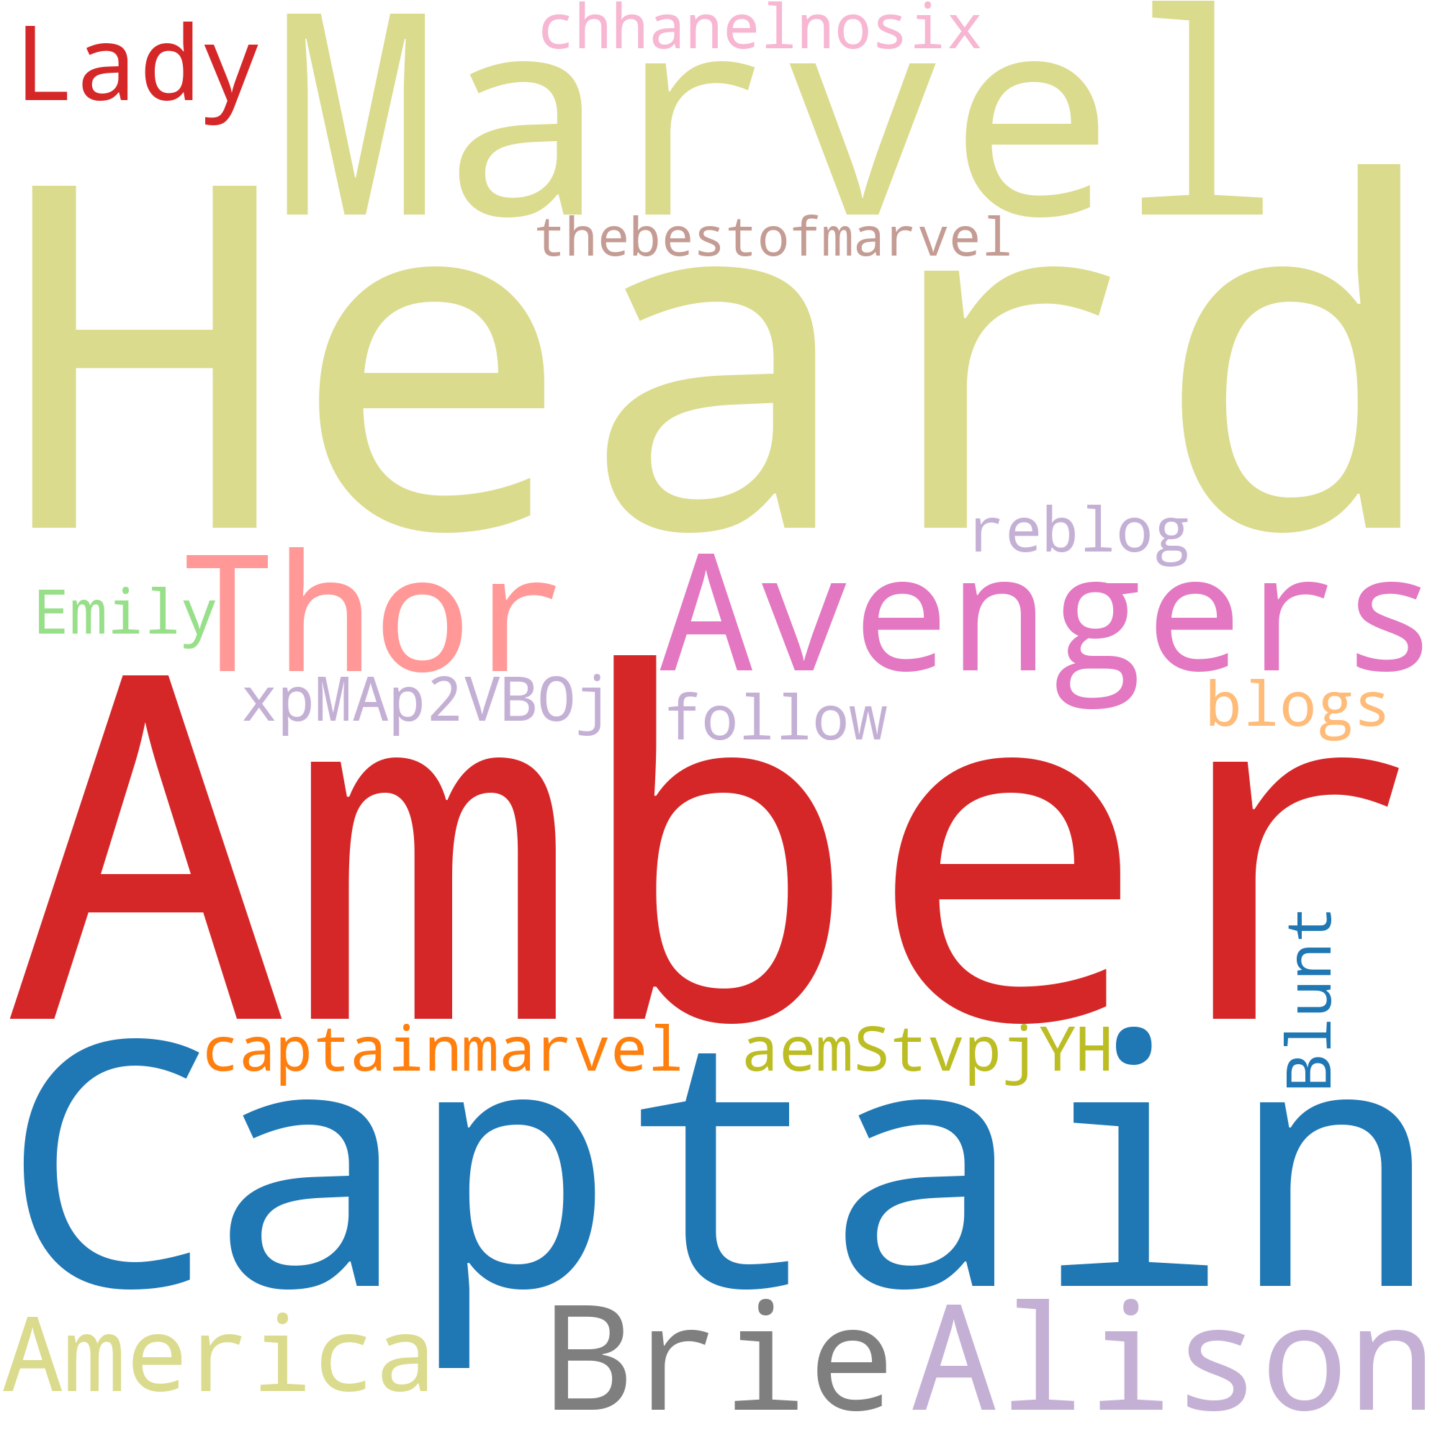 chhanelnosix
Lady
Marvel
thebestofmarvel
Heard
reblog
Thor
Avengers
Emily
xpMAp2VBOj
follow
blogs
Amber
Blunt
captainmarvel
aemStvpjYH
Captain
America
Brie
Alison